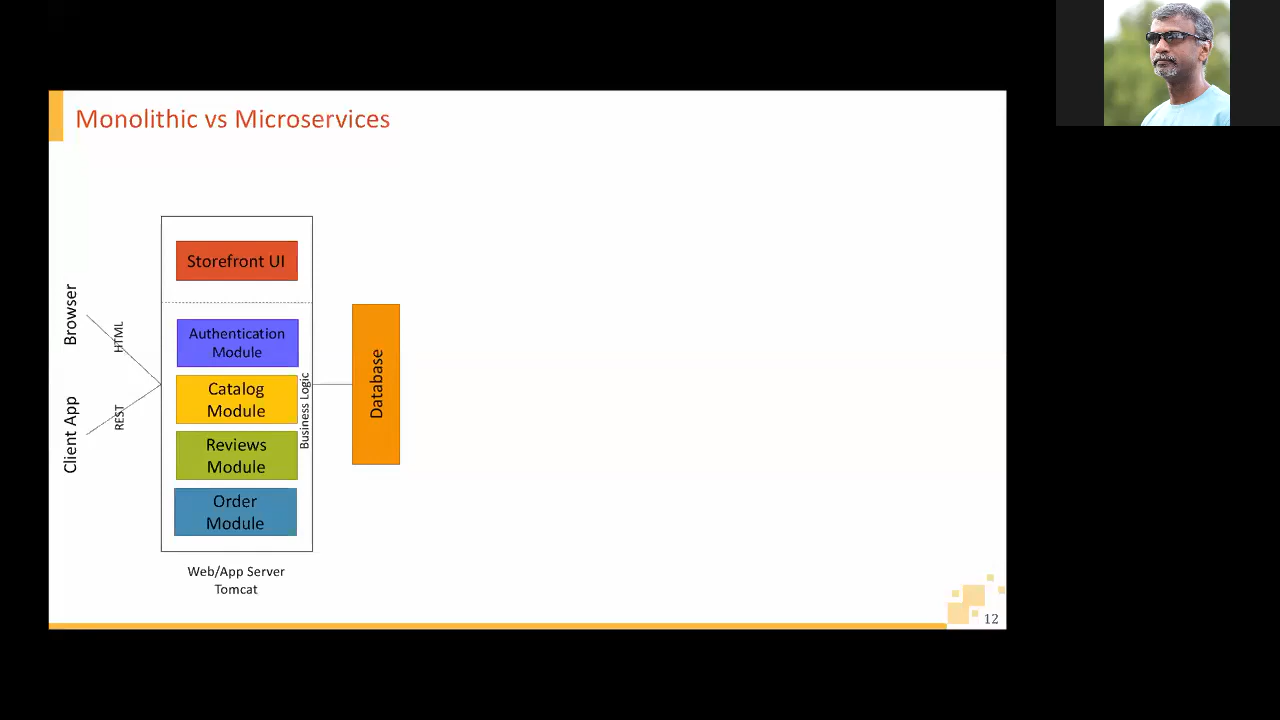 Monolithic vs Microservices
Storefront UI
Browser
HTML
Authentication
Module
Catalog
Module
Business Logic
Database
Client App
REST
Reviews
Module
Order
Module
Web/App Server
Tomcat
12